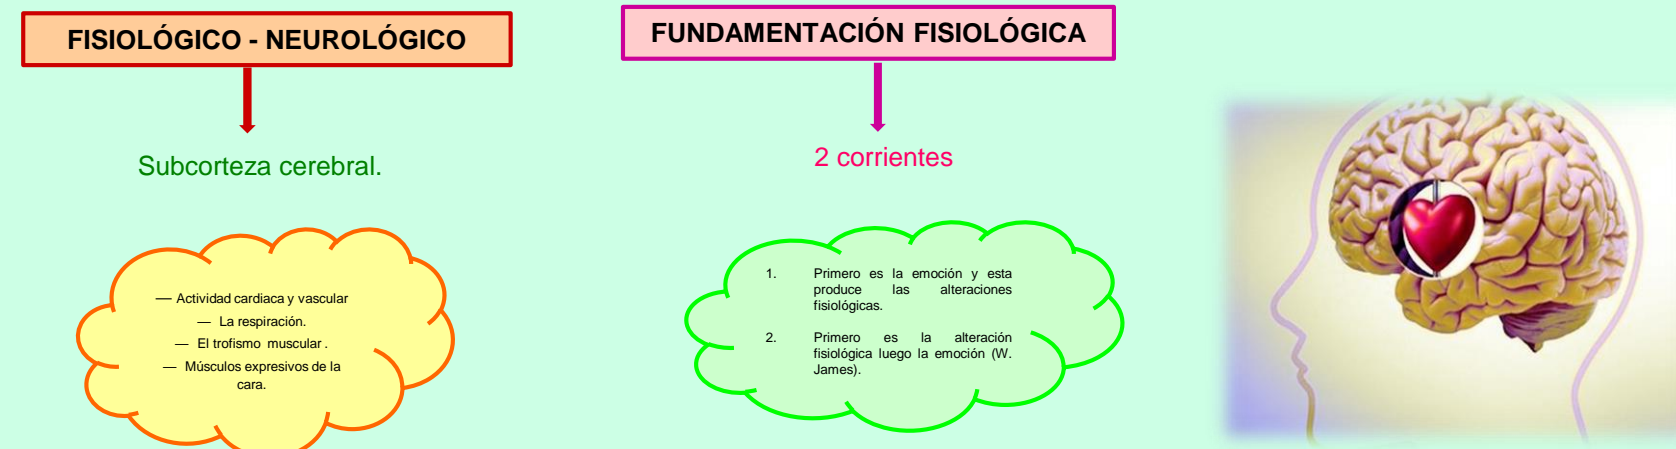 FISIOLÓGICO - NEUROLÓGICO
Subcorteza cerebral.
— Actividad cardiaca y vascular
— La respiración.
— El trofismo muscular .
— Músculos expresivos de la
cara.
FUNDAMENTACIÓN FISIOLÓGICA
2 corrientes
1. Primero es la emoción y esta
produce las alteraciones
fisiológicas.
2. Primero es la alteración
fisiológica luego la emoción (W.
James).